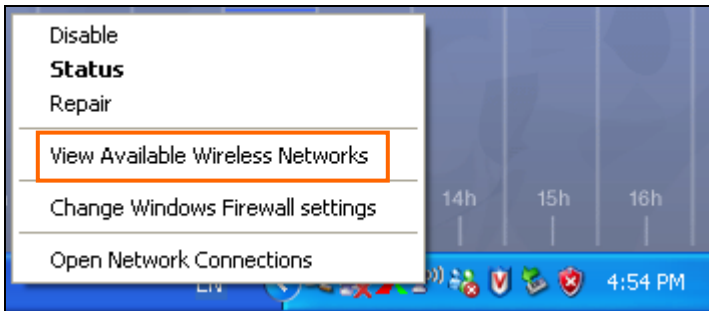 Disable
Status
Repair
View Available Wireless Networks
Change Windows Firewall settings
Open Network Connections
14h 15h 16h
EN 4:54 PM